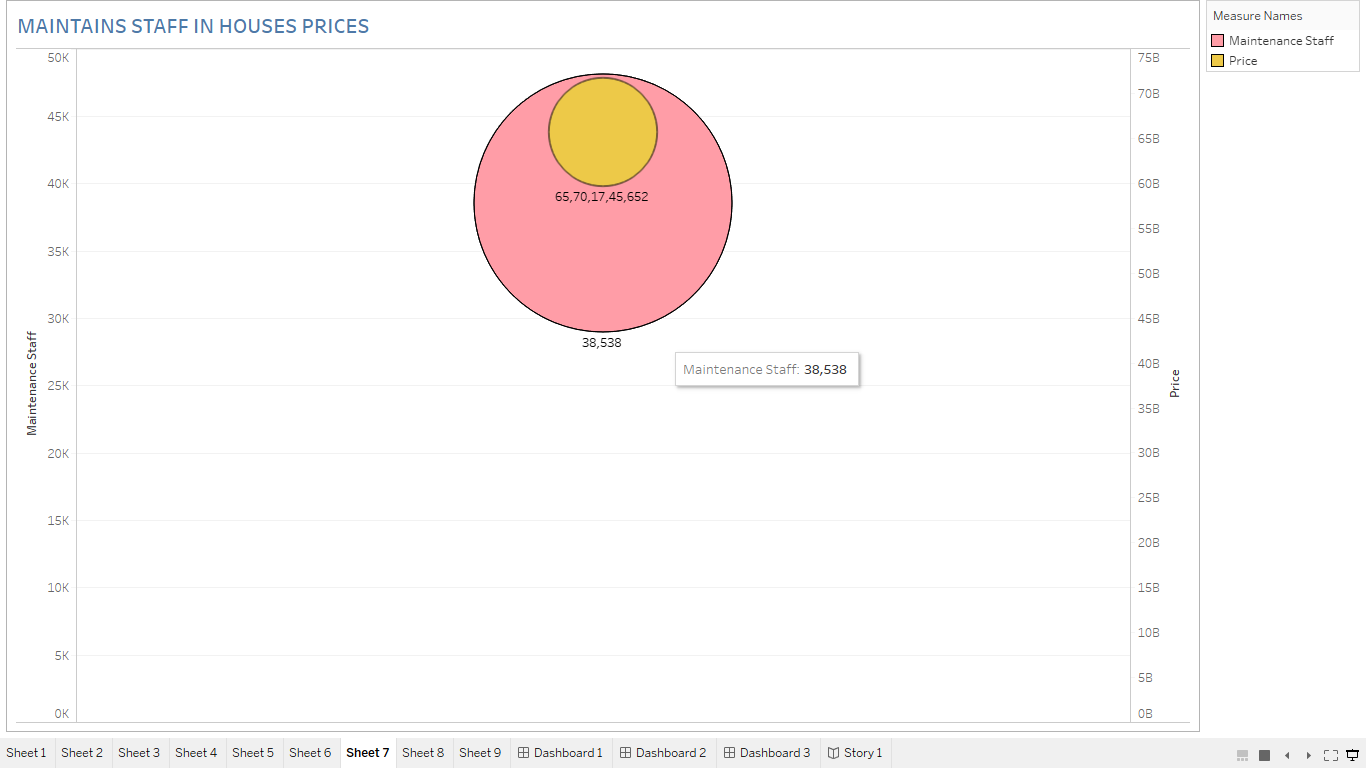 MAINTAINS STAFF IN HOUSES PRICES
Measure Names
Maintenance Staff
Price
50K
45K
40K
35K
30K
25K
20K
15K
10K
5K
0K
Maintenance Staff
65,70,17,45,652
38,538
Maintenance Staff: 38,538
75B
70B
65B
60B
55B
50B
45B
40B
35B
30B
25B
20B
15B
10B
5B
0B
Price
Sheet 1 Sheet 2 Sheet 3 Sheet 4 Sheet 5 Sheet 6 Sheet 7 Sheet 8 Sheet 9 Dashboard 1 Dashboard 2 Dashboard 3 Story 1